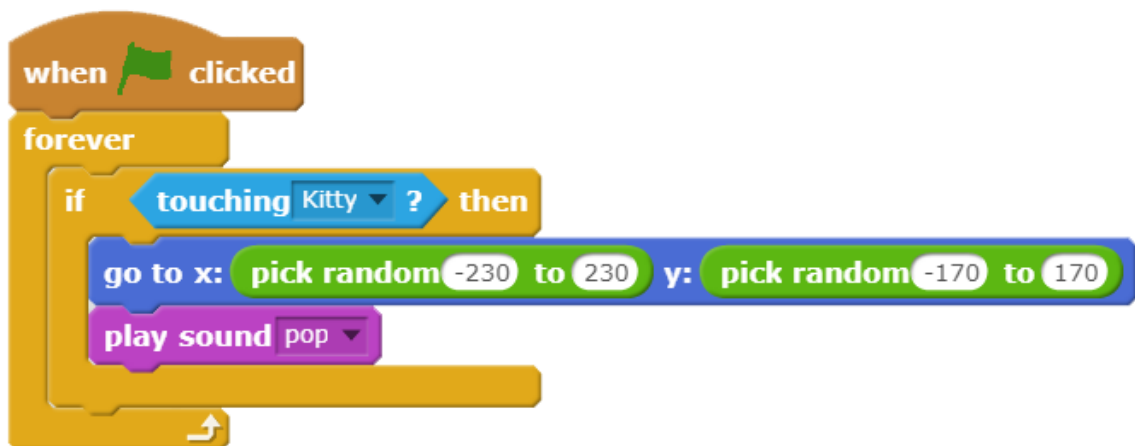 when clicked
forever
if touching Kitty ? then
go to x: pick random -230 to 230 y: pick random -170 to 170
play sound pop